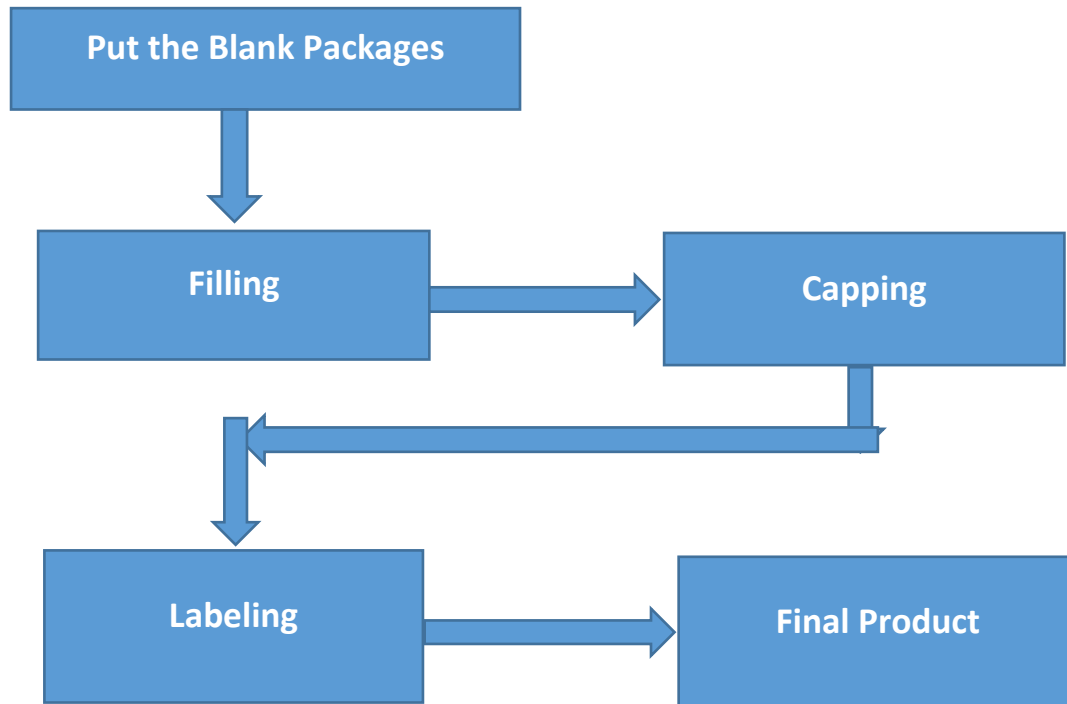 Put the Blank Packages
Filling
Capping
Labeling
Final Product